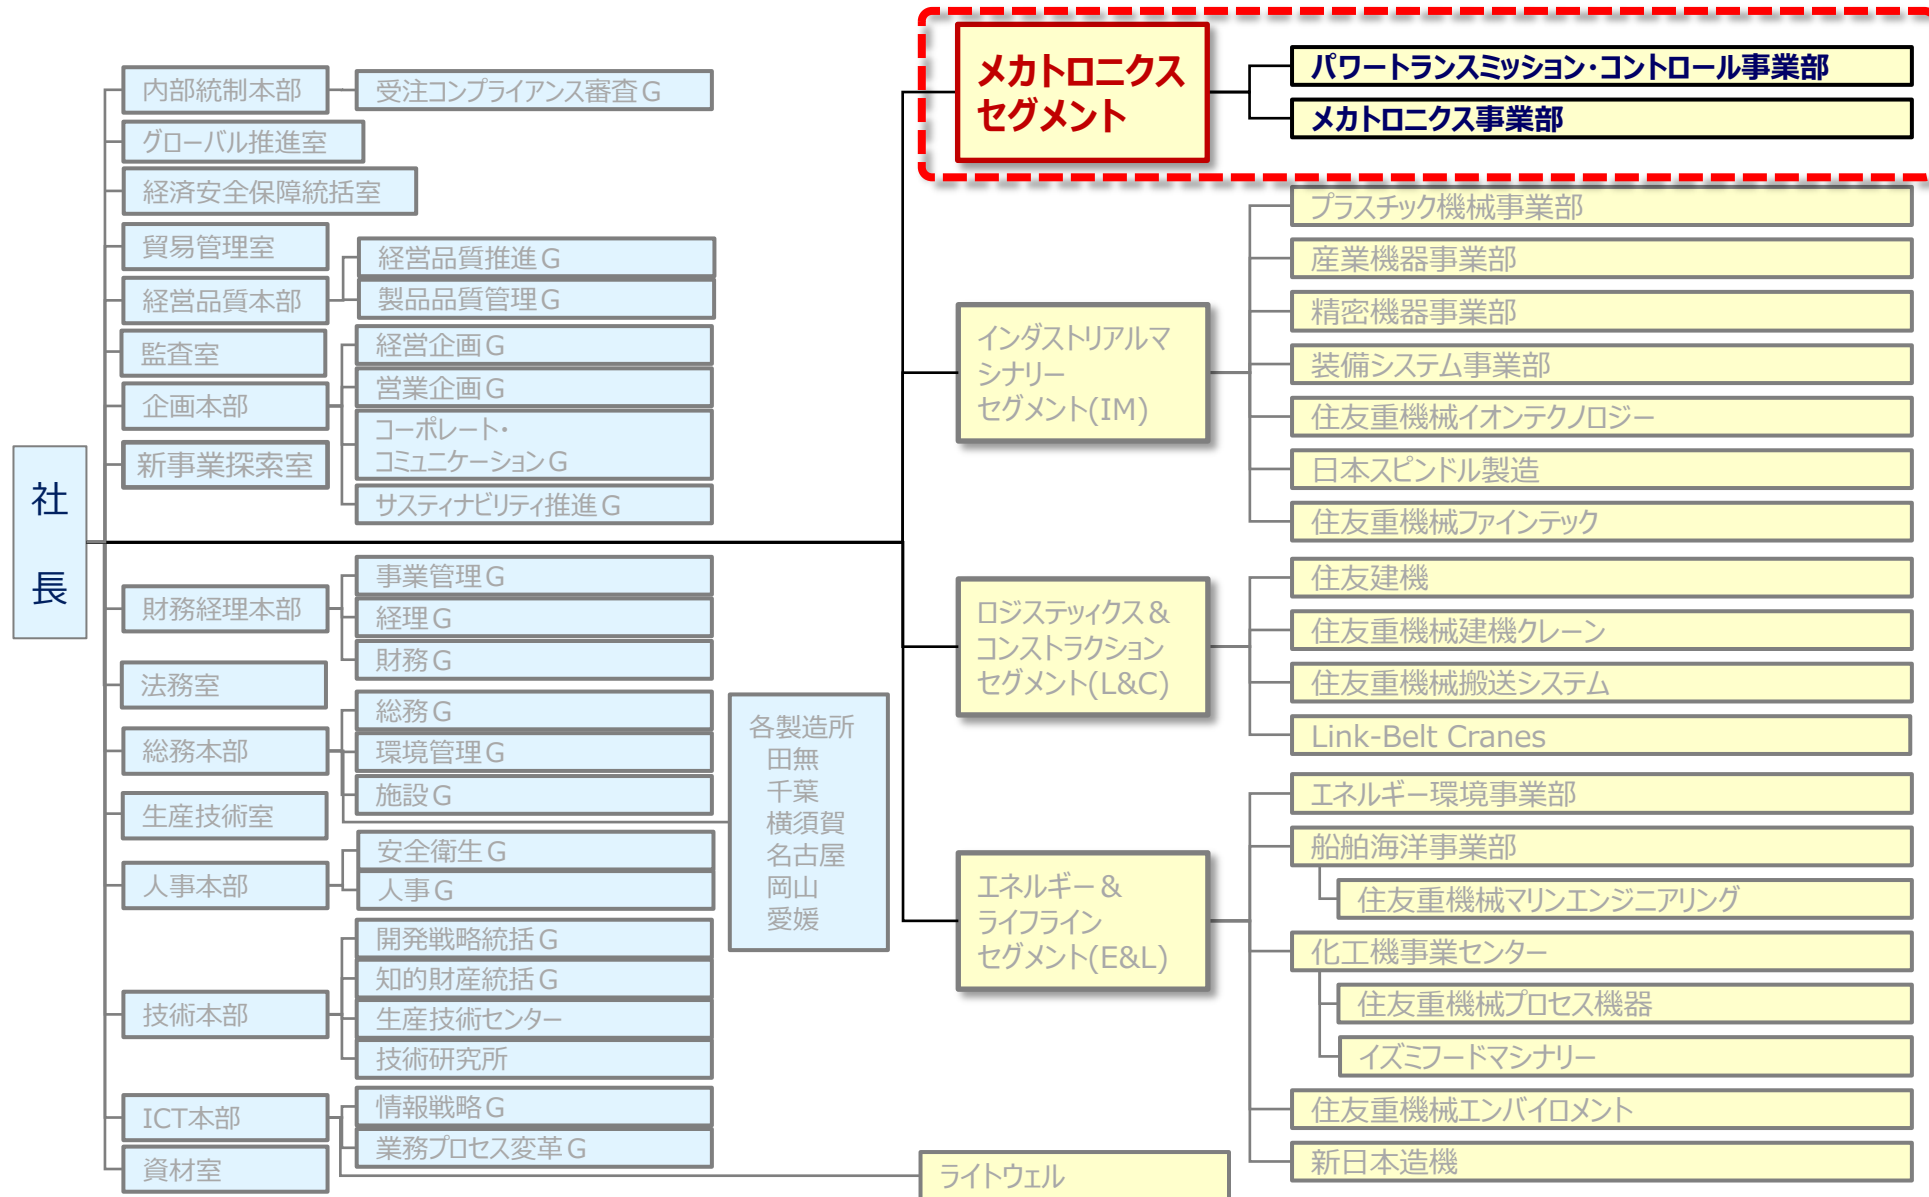 社
長
内部統制本部
受注コンプライアンス審査G
グローバル推進室
経済安全保障統括室
貿易管理室
経営品質本部
経営品質推進G
製品品質管理G
監査室
企画本部
経営企画G
営業企画G
コーポレート・
コミュニケーションG
サスティナビリティ推進G
新事業探索室
財務経理本部
事業管理G
経理G
財務G
法務室
総務本部
総務G
環境管理G
施設G
各製造所
田無
千葉
横須賀
名古屋
岡山
愛媛
生産技術室
人事本部
安全衛生G
人事G
技術本部
開発戦略統括G
知的財産統括G
生産技術センター
技術研究所
ICT本部
情報戦略G
業務プロセス変革G
ライトウェル
資材室
メカトロニクス
セグメント
パワートランスミッション・コントロール事業部
メカトロニクス事業部
インダストリアルマ
シナリー
セグメント(IM)
プラスチック機械事業部
産業機器事業部
精密機器事業部
装備システム事業部
住友重機械イオンテクノロジー
日本スピンドル製造
住友重機械ファインテック
ロジステッィクス＆
コンストラクション
セグメント(L&C)
住友建機
住友重機械建機クレーン
住友重機械搬送システム
Link-Belt Cranes
エネルギー＆
ライフライン
セグメント(E&L)
エネルギー環境事業部
船舶海洋事業部
住友重機械マリンエンジニアリング
化工機事業センター
住友重機械プロセス機器
イズミフードマシナリー
住友重機械エンバイロメント
新日本造機